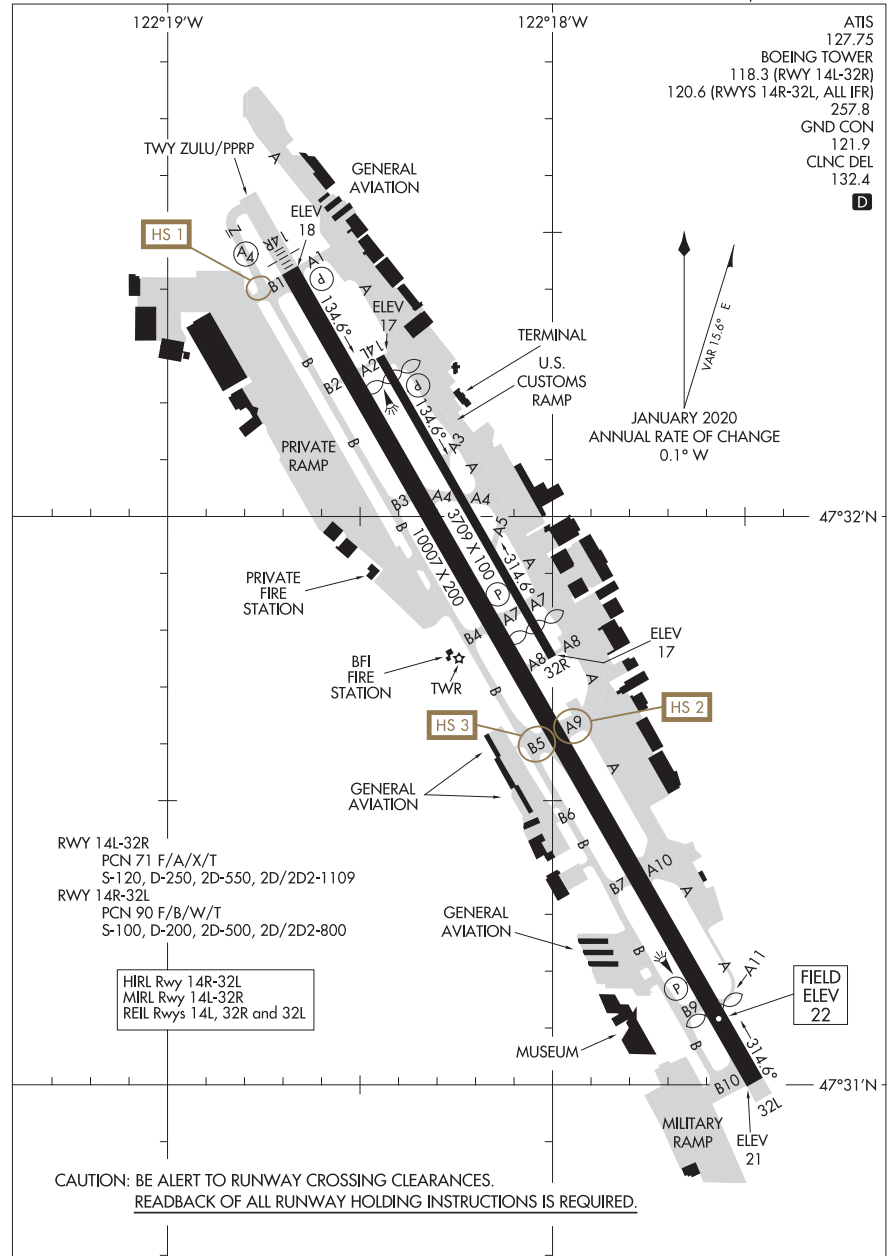 122°19'W
122°18'W
ATIS
127.75
BOEING TOWER
118.3 (RWY 14L-32R)
120.6 (RWYS 14R-32L, ALL IFR)
257.8
GND CON
121.9
CLNC DEL
132.4
D
TWY ZULU/PPRP
A
GENERAL
AVIATION
HS 1
ELEV
18
Z
A4
14R
A1
P
B1
A
134.6°
ELEV
17
14L
TERMINAL
U.S.
CUSTOMS
RAMP
VAR 15.6° E
JANUARY 2020
ANNUAL RATE OF CHANGE
0.1° W
B
B2
A2
P
134.6°
A3
A
B
PRIVATE
RAMP
B3
A4
A4
A5
47°32'N
B
10007 X 200
3709 X 100
314.6°
A
PRIVATE
FIRE
STATION
P
A7
A7
B4
BFI
FIRE
STATION
TWR
B
A8
A8
32R
ELEV
17
A
HS 3
B5
A9
HS 2
GENERAL
AVIATION
A
B6
B
RWY 14L-32R
PCN 71 F/A/X/T
S-120, D-250, 2D-550, 2D/2D2-1109
RWY 14R-32L
PCN 90 F/B/W/T
S-100, D-200, 2D-500, 2D/2D2-800
B7
A10
A
GENERAL
AVIATION
B
A
A11
HIRL Rwy 14R-32L
MIRL Rwy 14L-32R
REIL Rwys 14L, 32R and 32L
P
B9
FIELD
ELEV
22
MUSEUM
B
314.6°
B10
47°31'N
32L
MILITARY
RAMP
ELEV
21
CAUTION: BE ALERT TO RUNWAY CROSSING CLEARANCES.
READBACK OF ALL RUNWAY HOLDING INSTRUCTIONS IS REQUIRED.